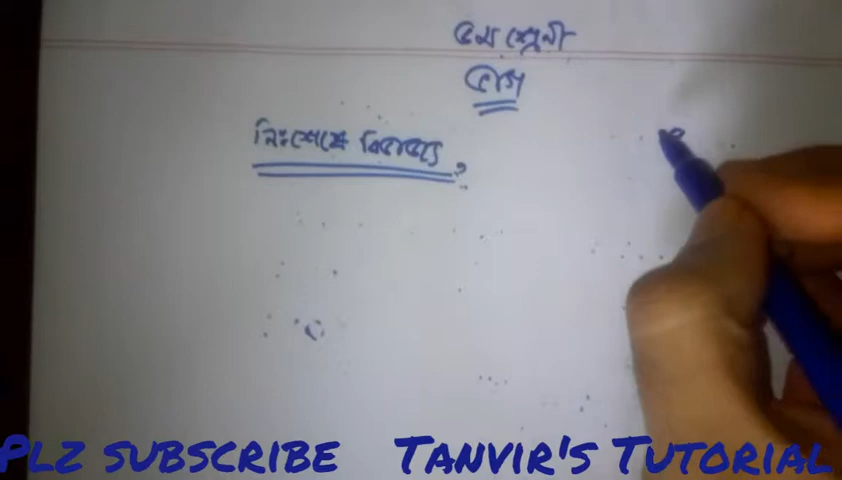 ৫ম শ্রেনী
ভাগ
নিঃশেষে বিভাজ্য ?
PLZ SUBSCRIBE TANVIR'S TUTORIAL